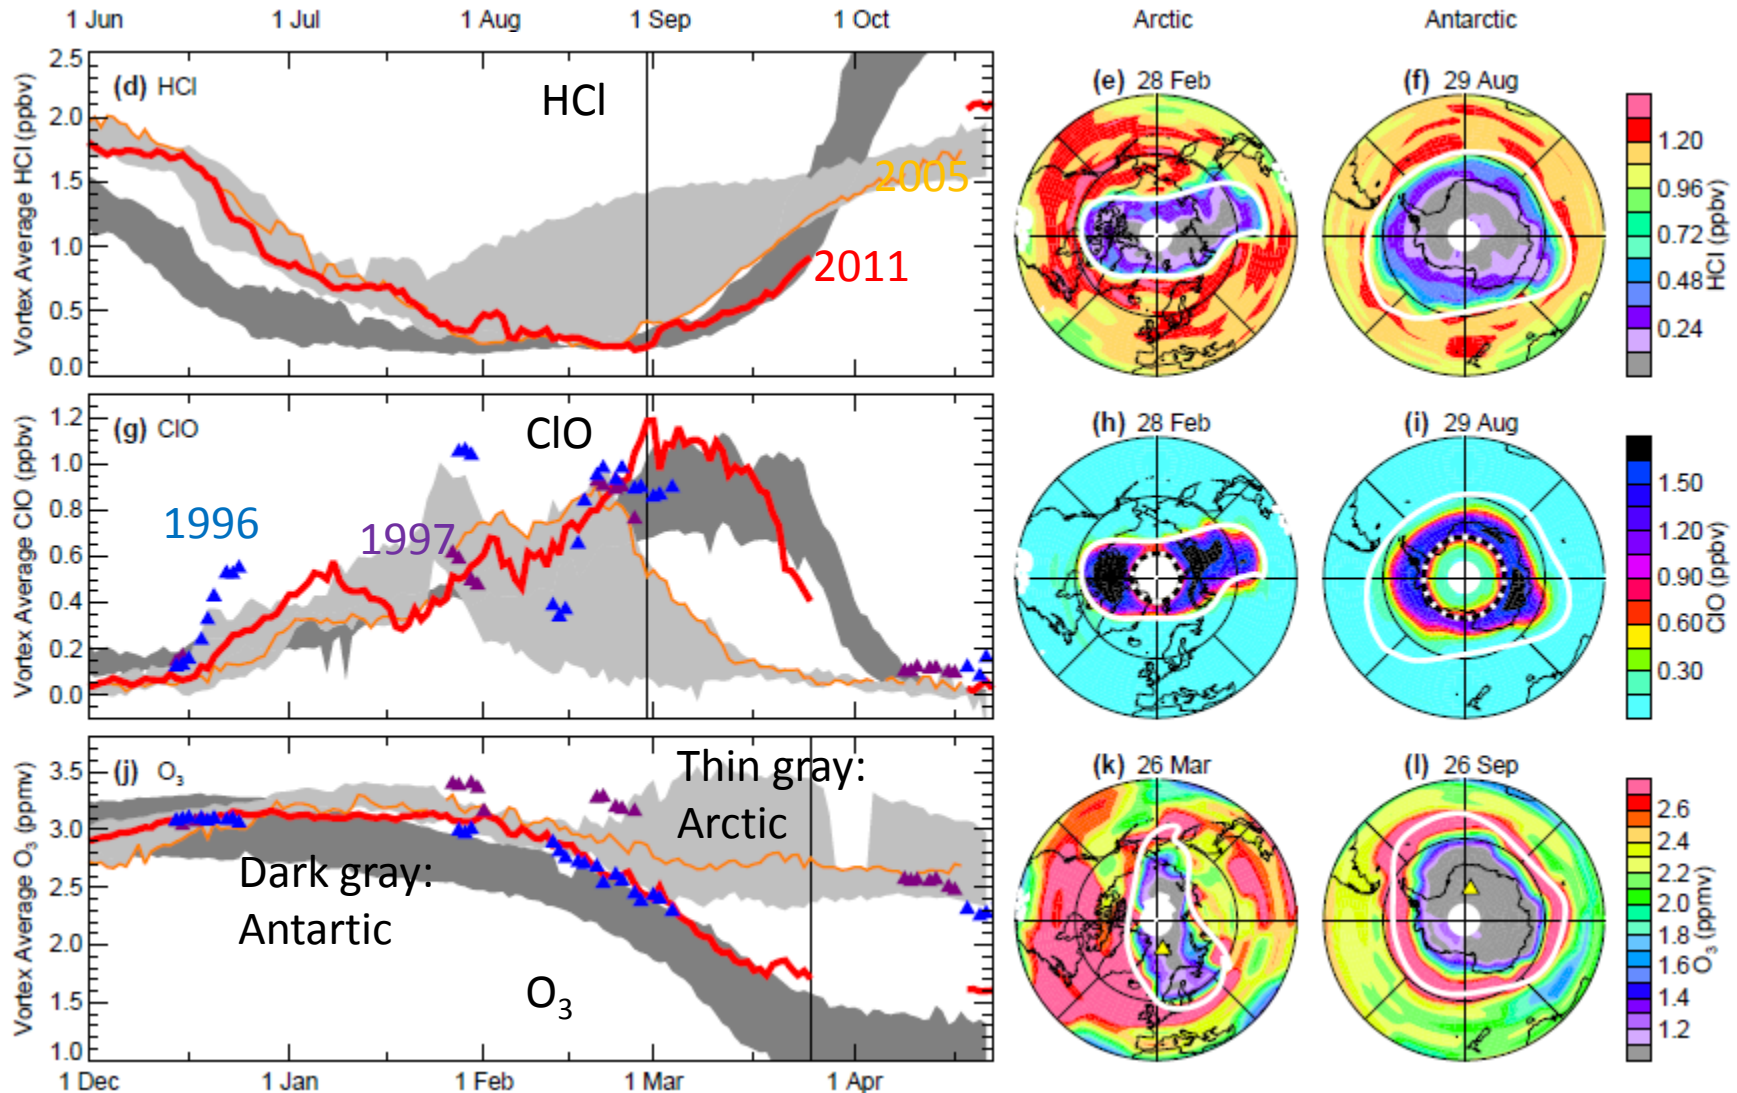 1 Jun 1 Jul 1 Aug 1 Sep 1 Oct Arctic Antarctic
Vortex Average HCl (ppbv)
2.5
2.0
1.5
1.0
0.5
0.0
(d) HCl
HCl
2005
2011
(e) 28 Feb
(f) 29 Aug
1.20
0.96
0.72
0.48
0.24
HCl (ppbv)
Vortex Average ClO (ppbv)
1.2
1.0
0.8
0.6
0.4
0.2
0.0
(g) ClO
ClO
1996
1997
(h) 28 Feb
(i) 29 Aug
1.50
1.20
0.90
0.60
0.30
ClO (ppbv)
Vortex Average O₃ (ppmv)
3.5
3.0
2.5
2.0
1.5
1.0
(j) O₃
Thin gray:
Arctic
Dark gray:
Antartic
O₃
(k) 26 Mar
(l) 26 Sep
2.6
2.4
2.2
2.0
1.8
1.6
1.4
1.2
O₃ (ppmv)
1 Dec 1 Jan 1 Feb 1 Mar 1 Apr